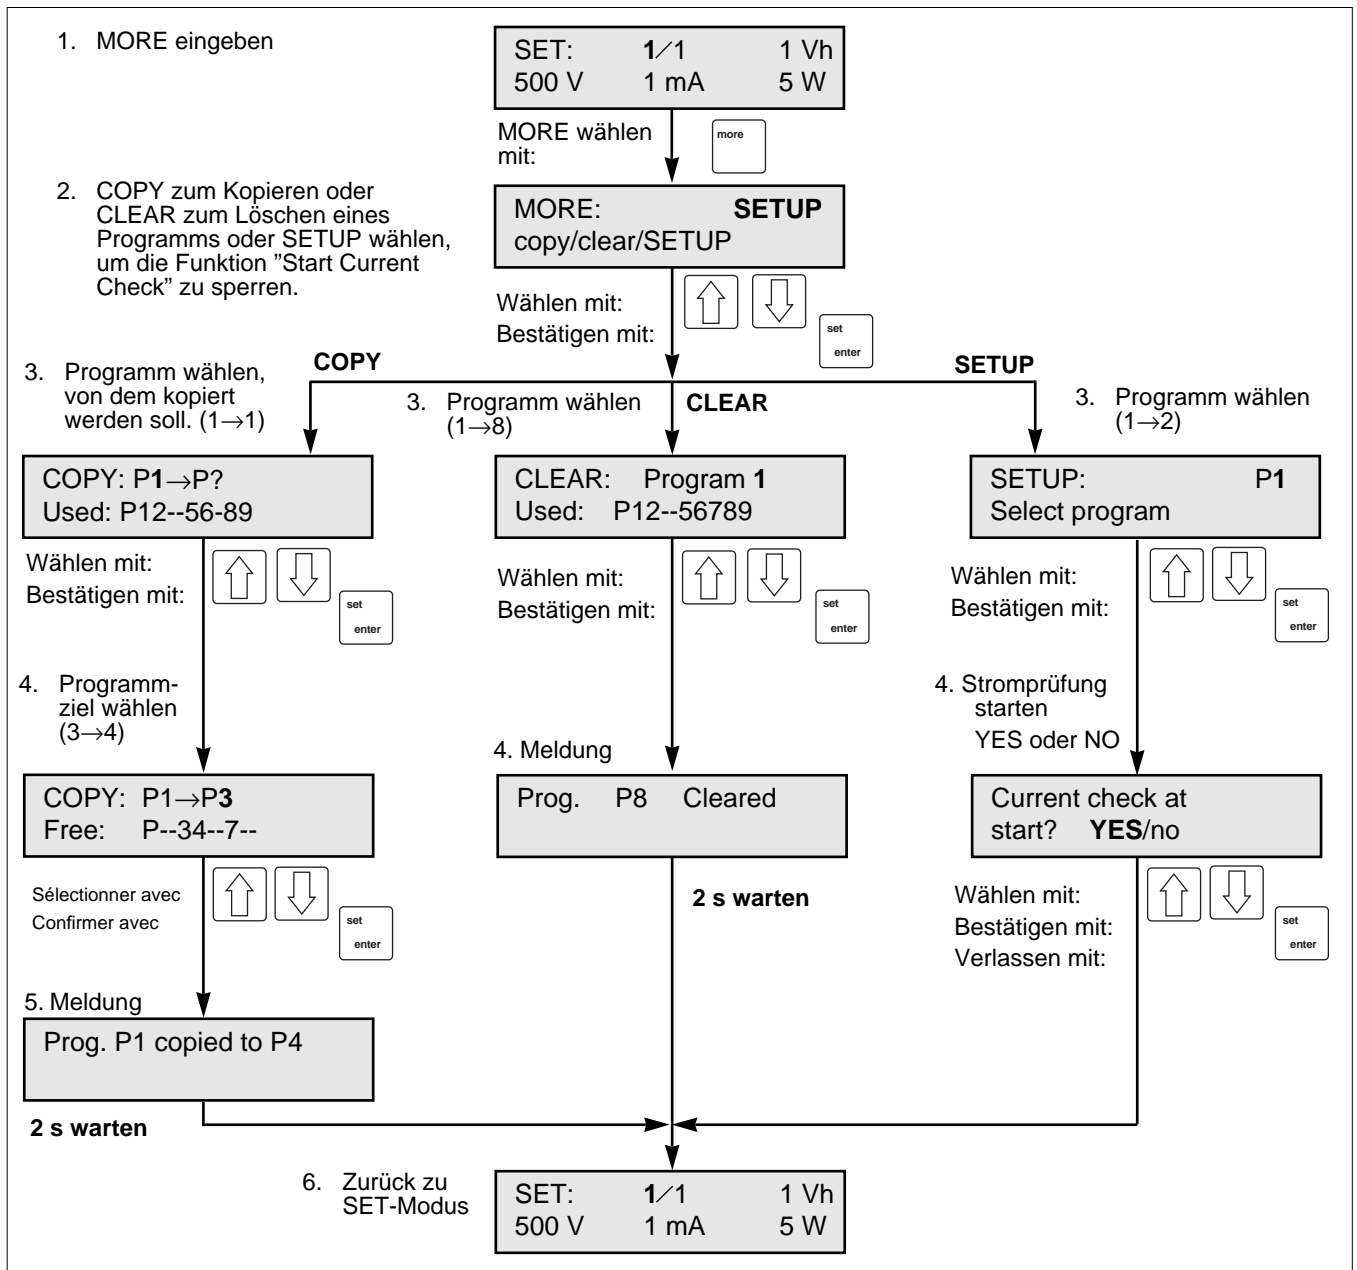 1. MORE eingeben
SET: 1/1 1 Vh
500 V 1 mA 5 W
MORE wählen
mit:
more
2. COPY zum Kopieren oder
CLEAR zum Löschen eines
Programms oder SETUP wählen,
um die Funktion ”Start Current
Check” zu sperren.
MORE: SETUP
copy/clear/SETUP
Wählen mit:
Bestätigen mit:
set
enter
COPY
CLEAR
SETUP
3. Programm wählen,
von dem kopiert
werden soll. (1→1)
COPY: P1→P?
Used: P12--56-89
Wählen mit:
Bestätigen mit:
set
enter
4. Programm-
ziel wählen
(3→4)
COPY: P1→P3
Free: P--34--7--
Sélectionner avec
Confirmer avec
set
enter
5. Meldung
Prog. P1 copied to P4
2 s warten
3. Programm wählen
(1→8)
CLEAR: Program 1
Used: P12--56789
Wählen mit:
Bestätigen mit:
set
enter
4. Meldung
Prog. P8 Cleared
2 s warten
3. Programm wählen
(1→2)
SETUP: P1
Select program
Wählen mit:
Bestätigen mit:
set
enter
4. Stromprüfung
starten
YES oder NO
Current check at
start? YES/no
Wählen mit:
Bestätigen mit:
Verlassen mit:
set
enter
6. Zurück zu
SET-Modus
SET: 1/1 1 Vh
500 V 1 mA 5 W